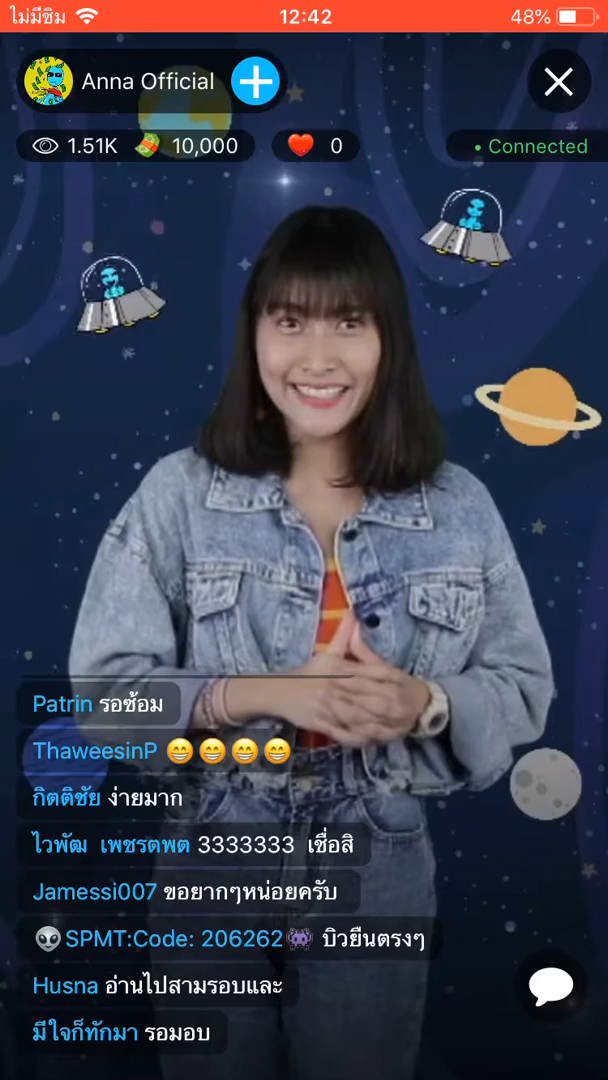 ไม่มีซิม 12:42 48%
Anna Official
1.51K 10,000 0 • Connected
Patrin รอซ้อม
ThaweesinP 😁😁😁😁
กิตติชัย ง่ายมาก
ไวพัฒ เพชรตพต 3333333 เชื่อสิ
Jamessi007 ขอยากๆหน่อยครับ
👽SPMT:Code: 206262👾 บิวยืนตรงๆ
Husna อ่านไปสามรอบและ
มีใจก็ทักมา รอมอบ